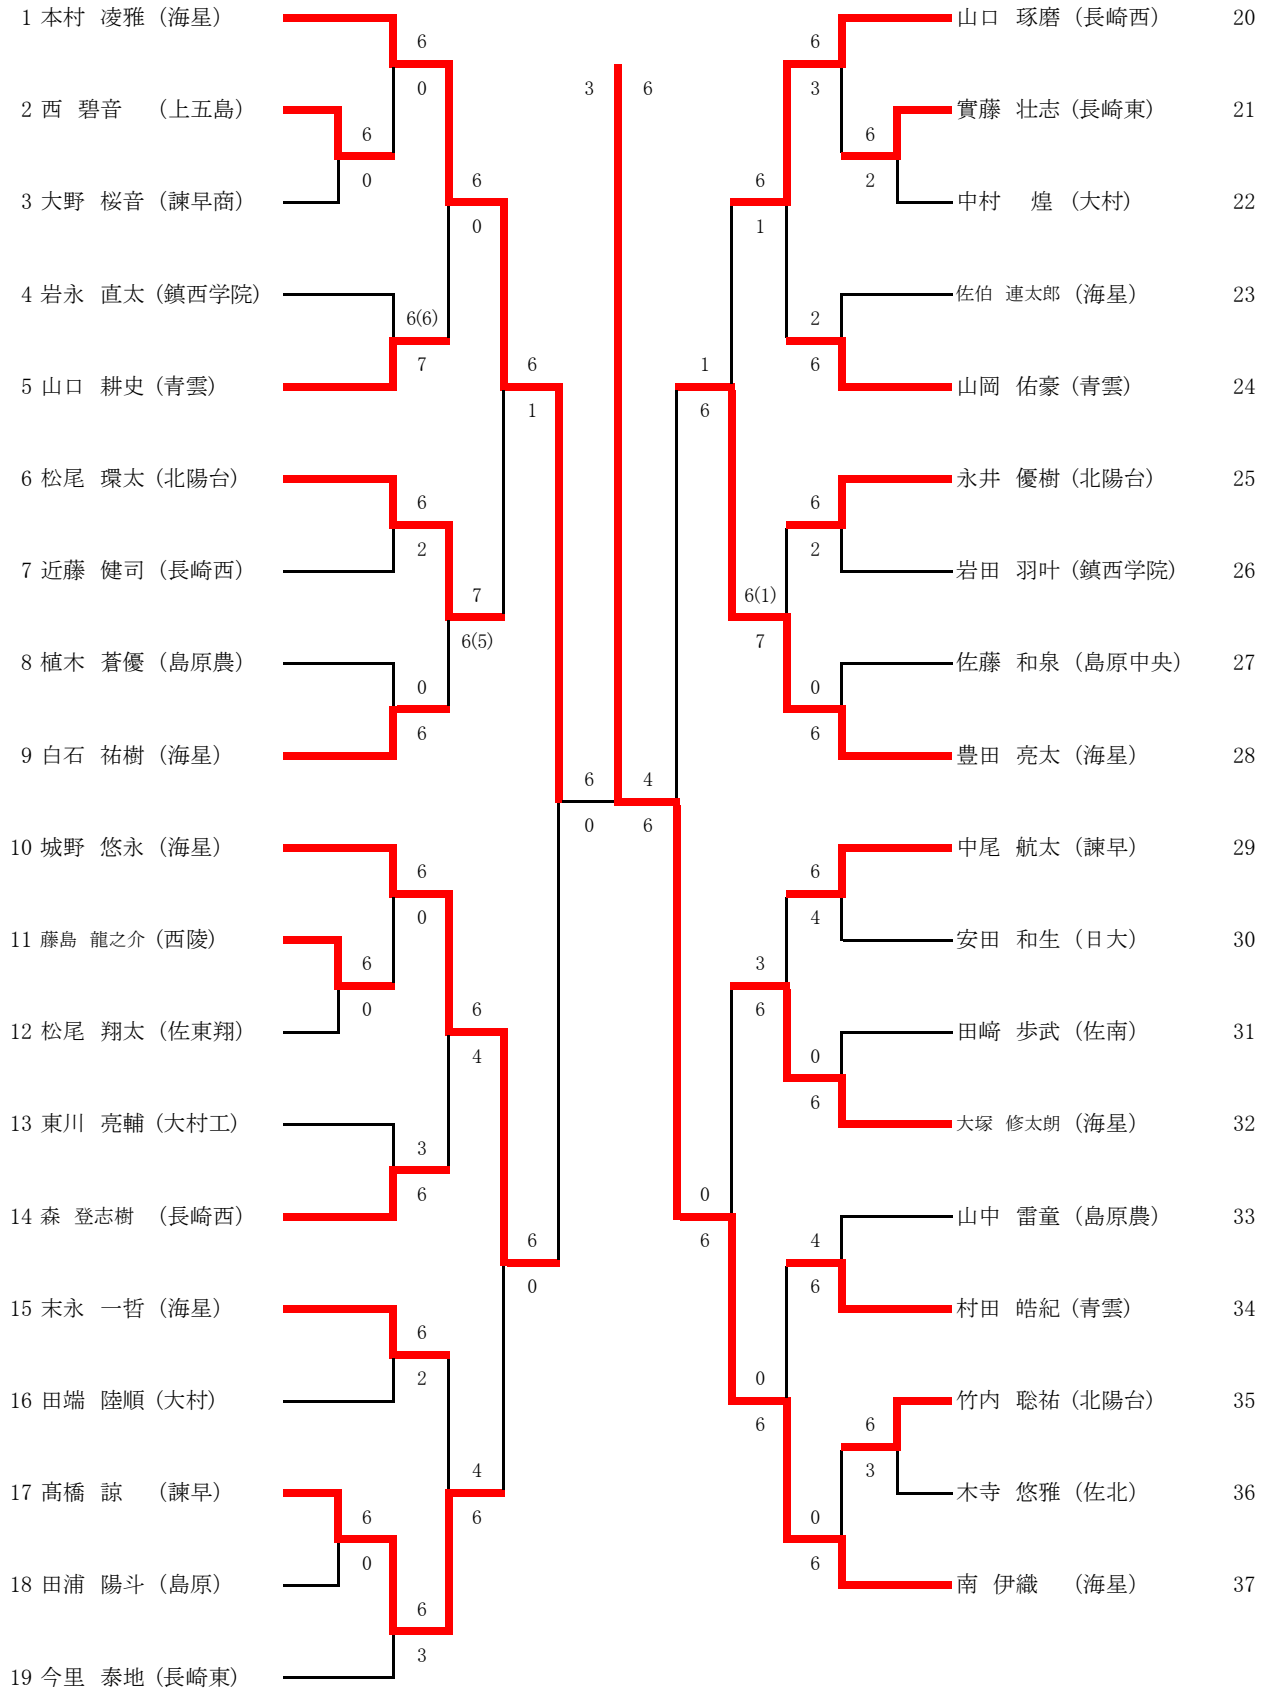 1 本村 凌雅 (海星)
6
0
2 西 碧音 (上五島)
6
0
3 大野 桜音 (諫早商)
6
0
4 岩永 直太 (鎮西学院)
6(6)
7
5 山口 耕史 (青雲)
6
1
6 松尾 環太 (北陽台)
6
2
7 近藤 健司 (長崎西)
7
6(5)
8 植木 蒼優 (島原農)
0
6
9 白石 祐樹 (海星)
6
0
10 城野 悠永 (海星)
6
0
11 藤島 龍之介 (西陵)
6
0
12 松尾 翔太 (佐東翔)
6
4
13 東川 亮輔 (大村工)
3
6
14 森 登志樹 (長崎西)
6
0
15 末永 一哲 (海星)
6
2
16 田端 陸順 (大村)
4
6
17 髙橋 諒 (諫早)
6
0
18 田浦 陽斗 (島原)
6
3
19 今里 泰地 (長崎東)
3 6
山口 琢磨 (長崎西) 20
6
3
實藤 壮志 (長崎東) 21
6
2
中村 煌 (大村) 22
6
1
佐伯 連太郎 (海星) 23
2
6
山岡 佑豪 (青雲) 24
1
6
永井 優樹 (北陽台) 25
6
2
岩田 羽叶 (鎮西学院) 26
6(1)
7
佐藤 和泉 (島原中央) 27
0
6
豊田 亮太 (海星) 28
4
6
中尾 航太 (諫早) 29
6
4
安田 和生 (日大) 30
3
6
田﨑 歩武 (佐南) 31
0
6
大塚 修太朗 (海星) 32
0
6
山中 雷童 (島原農) 33
4
6
村田 皓紀 (青雲) 34
0
6
竹内 聡祐 (北陽台) 35
6
3
木寺 悠雅 (佐北) 36
0
6
南 伊織 (海星) 37